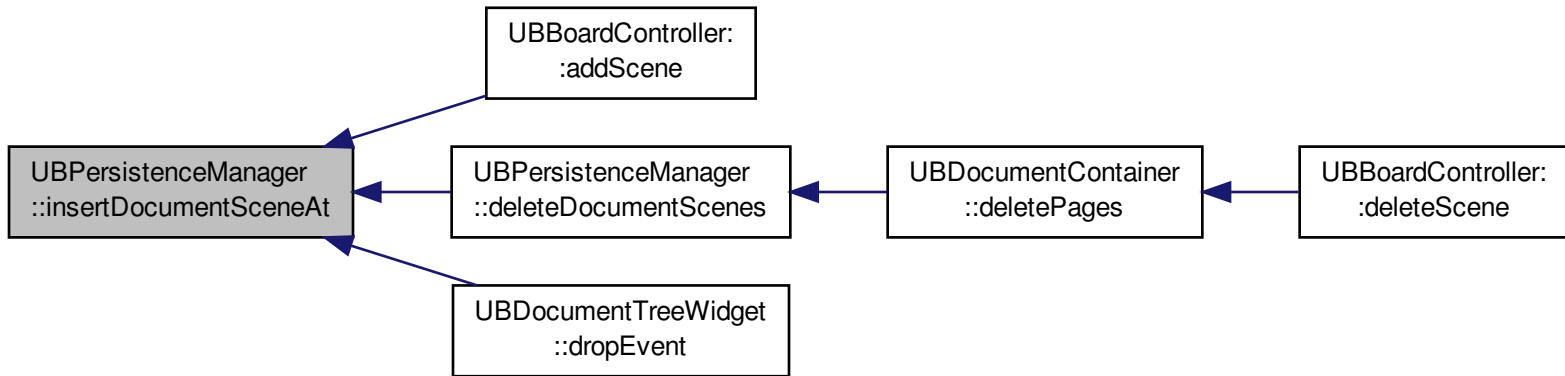 UBBoardController:
:addScene
UBPersistenceManager
::insertDocumentSceneAt
UBPersistenceManager
::deleteDocumentScenes
UBDocumentContainer
::deletePages
UBBoardController:
:deleteScene
UBDocumentTreeWidget
::dropEvent